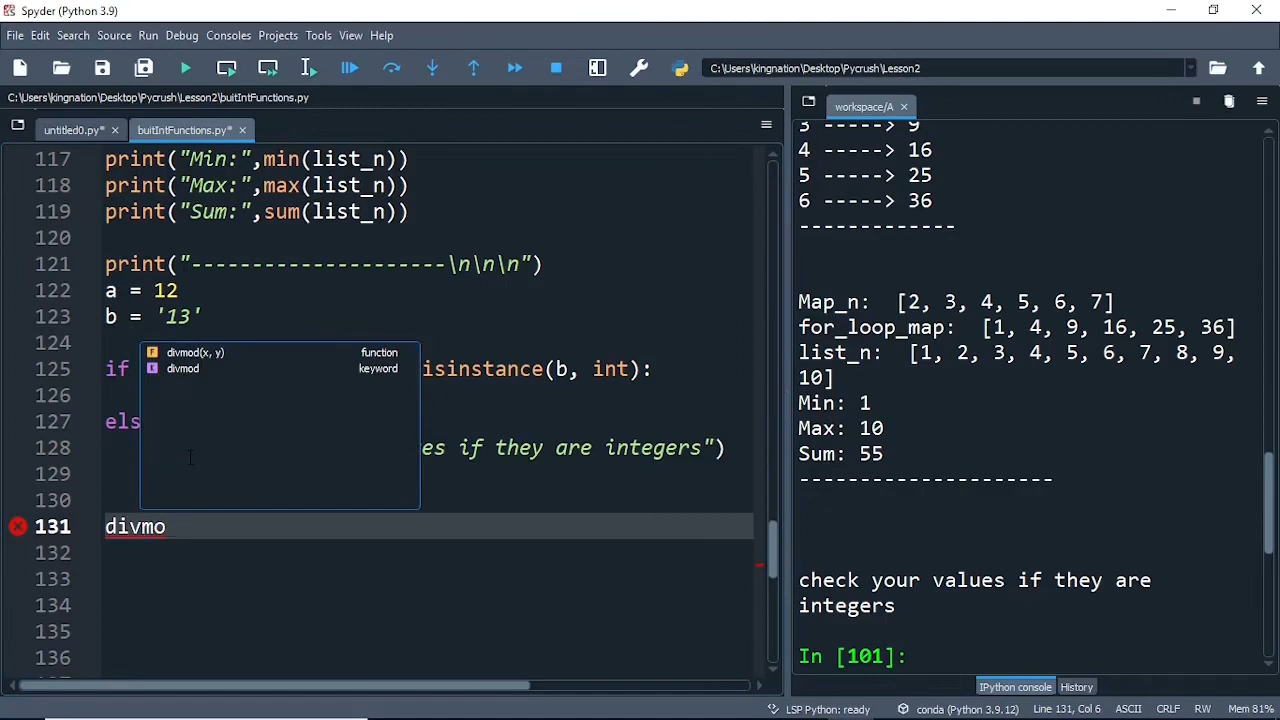 Spyder (Python 3.9)
File Edit Search Source Run Debug Consoles Projects Tools View Help
C:\Users\kingnation\Desktop\Pycrush\Lesson2
C:\Users\kingnation\Desktop\Pycrush\Lesson2\buitIntFunctions.py
untitled0.py* buitIntFunctions.py*
117 print("Min:",min(list_n))
118 print("Max:",max(list_n))
119 print("Sum:",sum(list_n))
120
121 print("---------------------\n\n\n")
122 a = 12
123 b = '13'
124
125 if isinstance(b, int):
126
127 els
128 es if they are integers")
129
130
131 divmo
132
133
134
135
136
divmod(x, y) function
divmod keyword
workspace/A
3 -----> 9
4 -----> 16
5 -----> 25
6 -----> 36
-------------
Map_n: [2, 3, 4, 5, 6, 7]
for_loop_map: [1, 4, 9, 16, 25, 36]
list_n: [1, 2, 3, 4, 5, 6, 7, 8, 9,
10]
Min: 1
Max: 10
Sum: 55
---------------------
check your values if they are
integers
In [101]:
IPython console History
LSP Python: ready conda (Python 3.9.12) Line 131, Col 6 ASCII CRLF RW Mem 81%